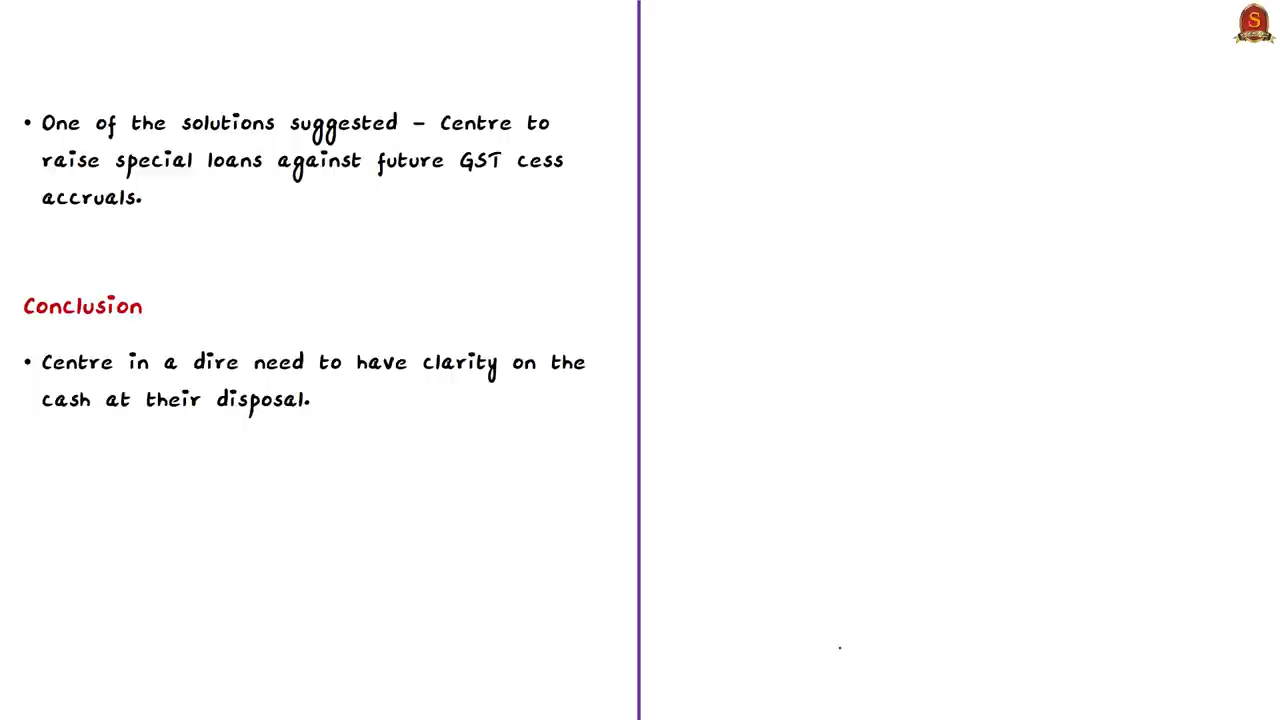 • One of the solutions suggested – Centre to
raise special loans against future GST cess
accruals.
Conclusion
• Centre in a dire need to have clarity on the
cash at their disposal.
S